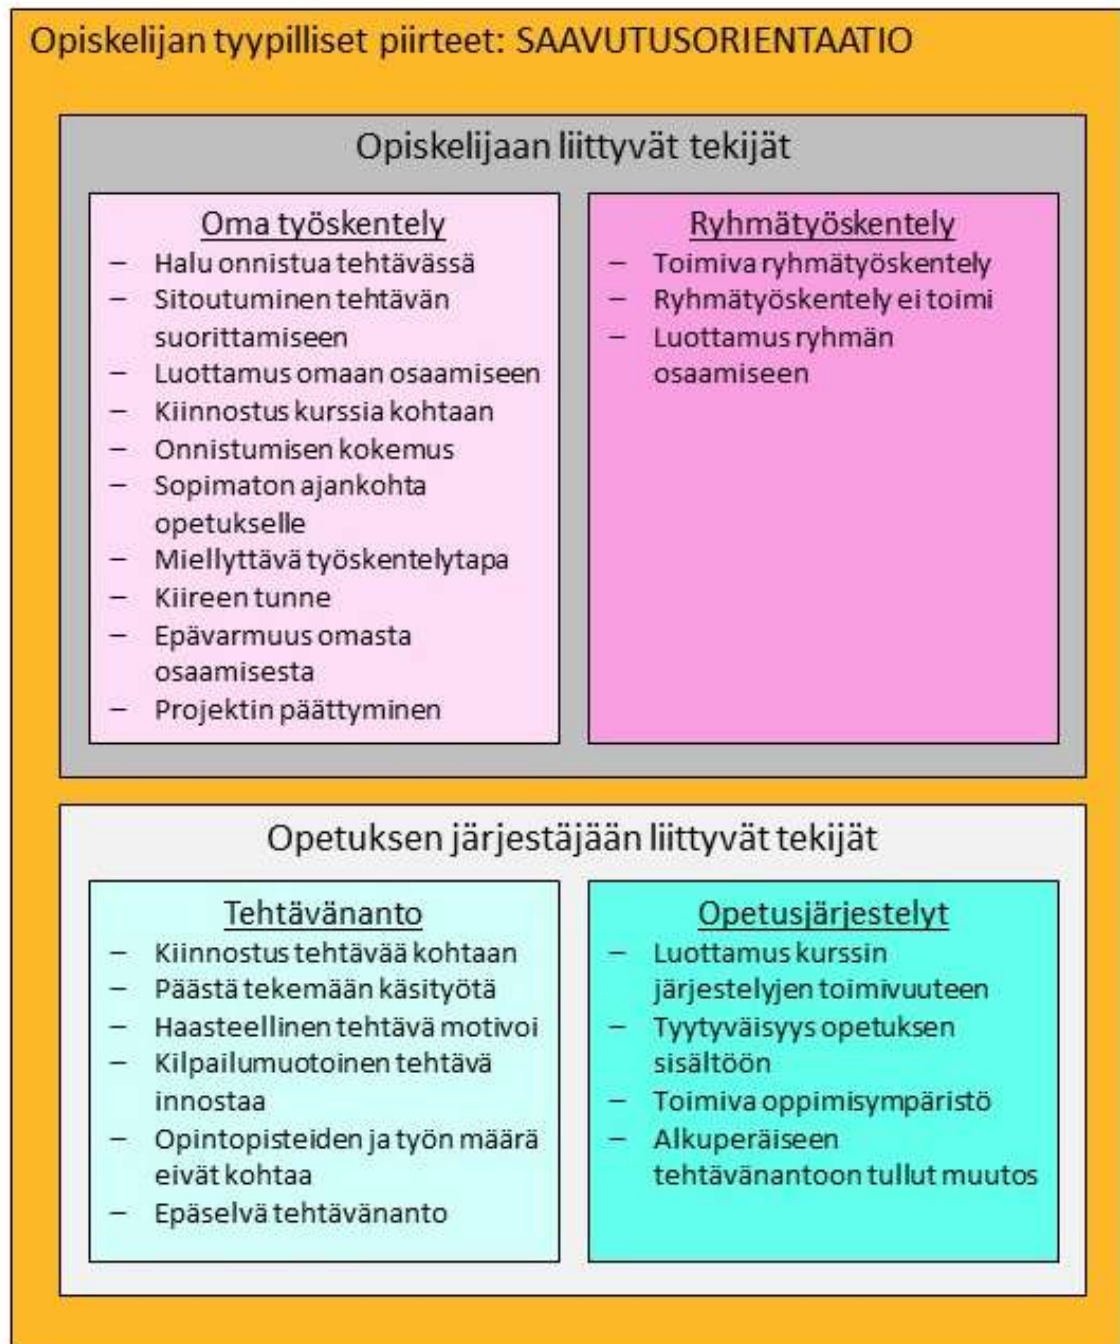 Opiskelijan tyypilliset piirteet: SAAVUTUSORIENTAATIO
Opiskelijaan liittyvät tekijät
Oma työskentely
– Halu onnistua tehtävässä
– Sitoutuminen tehtävän
suorittamiseen
– Luottamus omaan osaamiseen
– Kiinnostus kurssia kohtaan
– Onnistumisen kokemus
– Sopimaton ajankohta
opetukselle
– Miellyttävä työskentelytapa
– Kiireen tunne
– Epävarmuus omasta
osaamisesta
– Projektin päättyminen
Ryhmätyöskentely
– Toimiva ryhmätyöskentely
– Ryhmätyöskentely ei toimi
– Luottamus ryhmän
osaamiseen
Opetuksen järjestäjään liittyvät tekijät
Tehtävänanto
– Kiinnostus tehtävää kohtaan
– Päästä tekemään käsityötä
– Haasteellinen tehtävä motivoi
– Kilpailumuotoinen tehtävä
innostaa
– Opintopisteiden ja työn määrä
eivät kohtaa
– Epäselvä tehtävänanto
Opetusjärjestelyt
– Luottamus kurssin
järjestelyjen toimivuuteen
– Tyytyväisyys opetuksen
sisältöön
– Toimiva oppimisympäristö
– Alkuperäiseen
tehtävänantoon tullut muutos